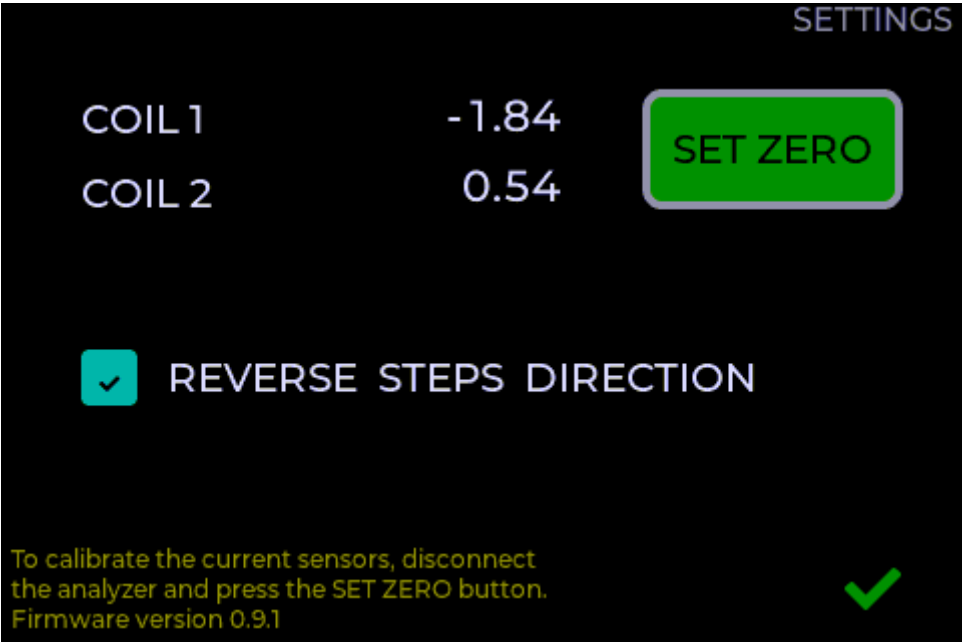 SETTINGS
COIL 1 -1.84
SET ZERO
COIL 2 0.54
REVERSE STEPS DIRECTION
To calibrate the current sensors, disconnect
the analyzer and press the SET ZERO button.
Firmware version 0.9.1